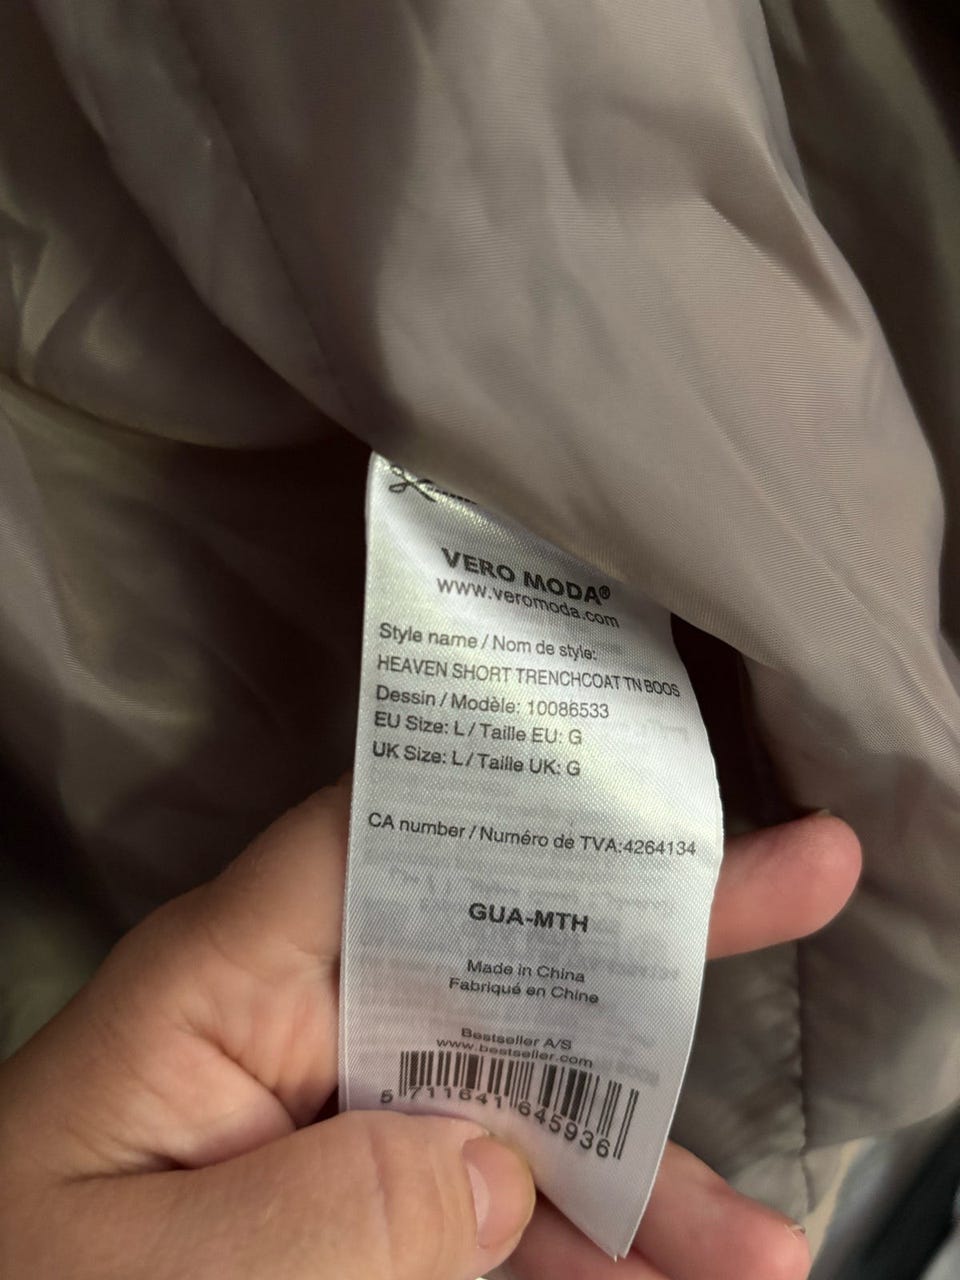 VERO MODA®
www.veromoda.com
Style name / Nom de style:
HEAVEN SHORT TRENCHCOAT TN BOOS
Dessin / Modèle: 10086533
EU Size: L / Taille EU: G
UK Size: L / Taille UK: G
CA number / Numéro de TVA:4264134
GUA-MTH
Made in China
Fabriqué en Chine
Bestseller A/S
www.bestseller.com
5 711641 645936